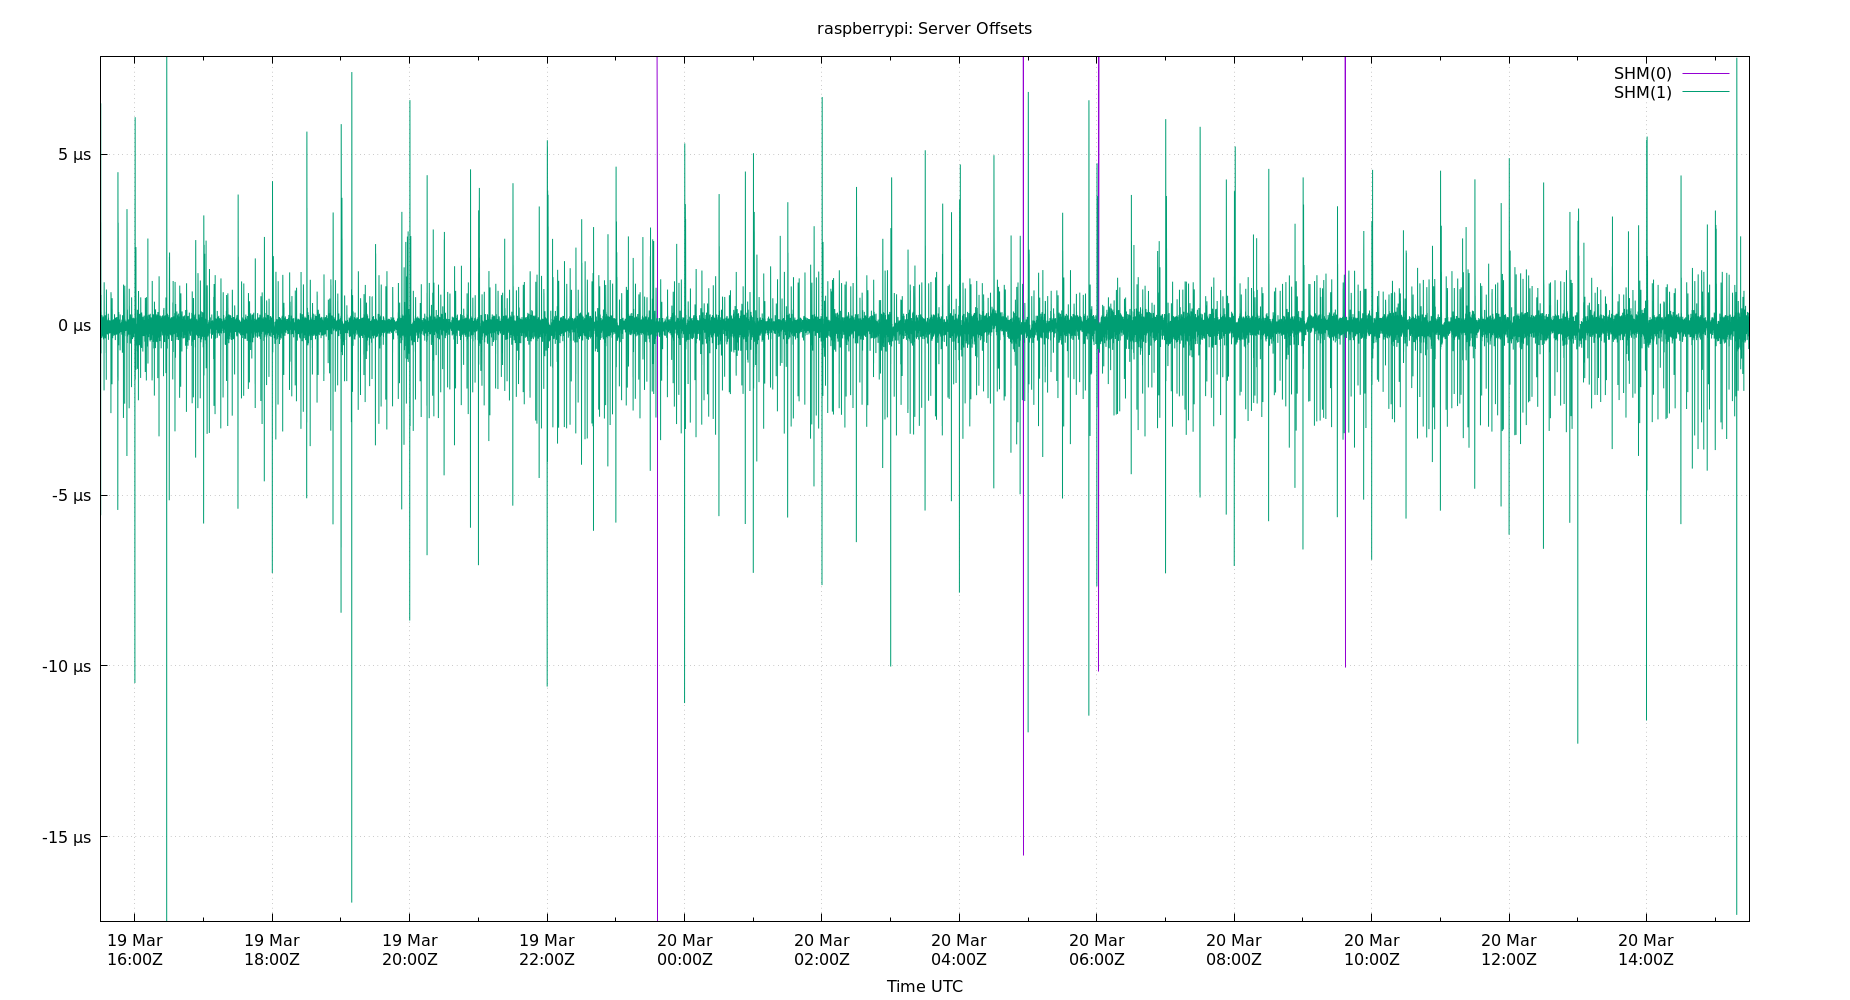 raspberrypi: Server Offsets
SHM(0)
SHM(1)
5 µs
0 µs
-5 µs
-10 µs
-15 µs
19 Mar 19 Mar 19 Mar 19 Mar 20 Mar 20 Mar 20 Mar 20 Mar 20 Mar 20 Mar 20 Mar 20 Mar
16:00Z 18:00Z 20:00Z 22:00Z 00:00Z 02:00Z 04:00Z 06:00Z 08:00Z 10:00Z 12:00Z 14:00Z
Time UTC